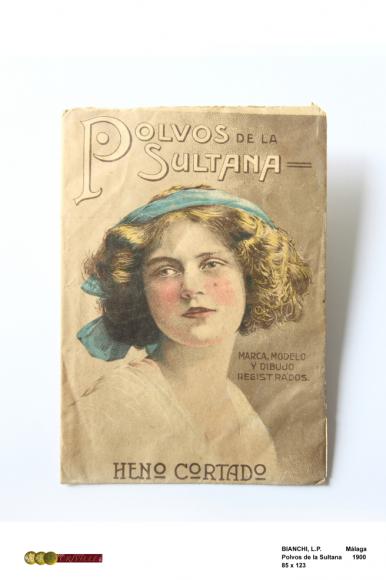 POLVOS DE LA
SULTANA
MARCA, MODELO
Y DIBUJO
REGISTRADOS.
HENO CORTADO
BIANCHI, L.P. Málaga
Polvos de la Sultana 1900
85 x 123